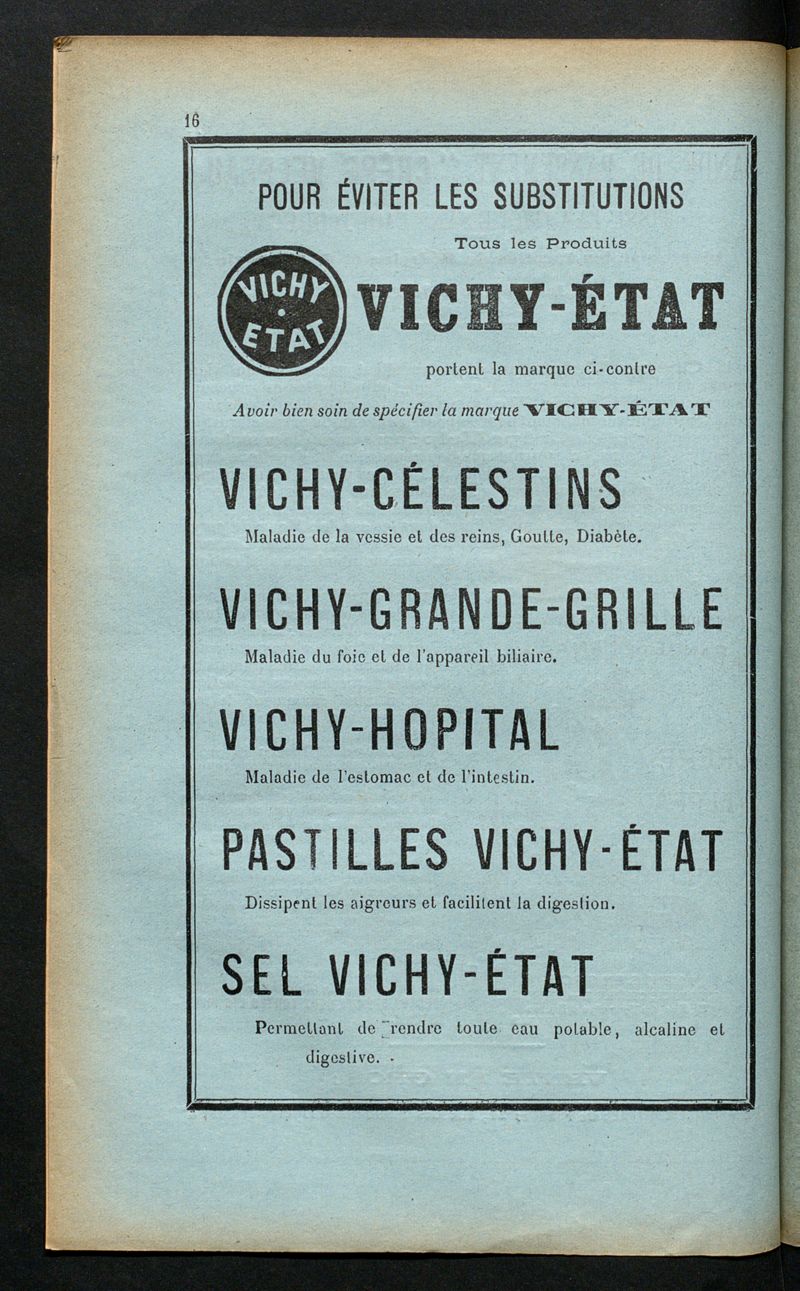 16
POUR ÉVITER LES SUBSTITUTIONS
Tous les Produits
VICHY
ETAT
VICHY-ÉTAT
portent la marque ci-contre
Avoir bien soin de spécifier la marque VICHY-ÉTAT
VICHY-CÉLESTINS
Maladie de la vessie et des reins, Goutte, Diabète.
VICHY-GRANDE-GRILLE
Maladie du foie et de l'appareil biliaire.
VICHY-HOPITAL
Maladie de l'estomac et de l'intestin.
PASTILLES VICHY-ÉTAT
Dissipent les aigreurs et facilitent la digestion.
SEL VICHY-ÉTAT
Permettant de rendre toute eau potable, alcaline et
digestive.